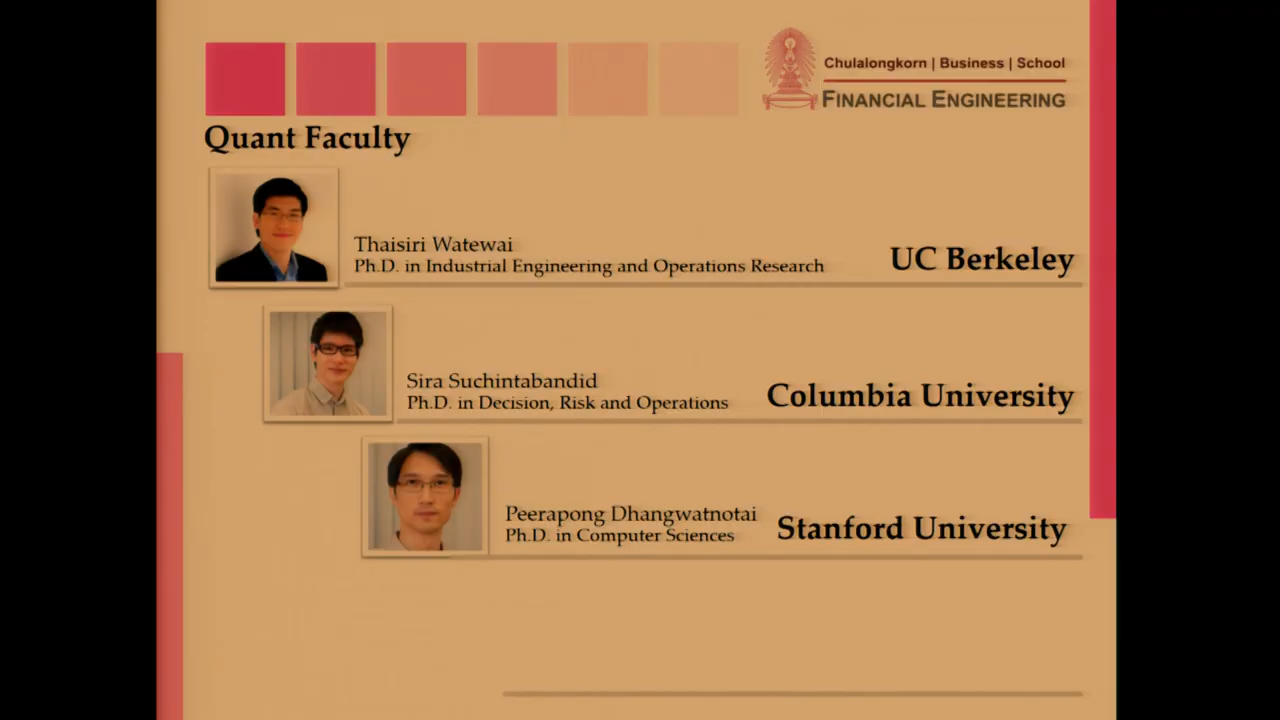 Chulalongkorn | Business | School
FINANCIAL ENGINEERING
Quant Faculty
Thaisiri Watewai
Ph.D. in Industrial Engineering and Operations Research
UC Berkeley
Sira Suchintabandid
Ph.D. in Decision, Risk and Operations
Columbia University
Peerapong Dhangwatnotai
Ph.D. in Computer Sciences
Stanford University